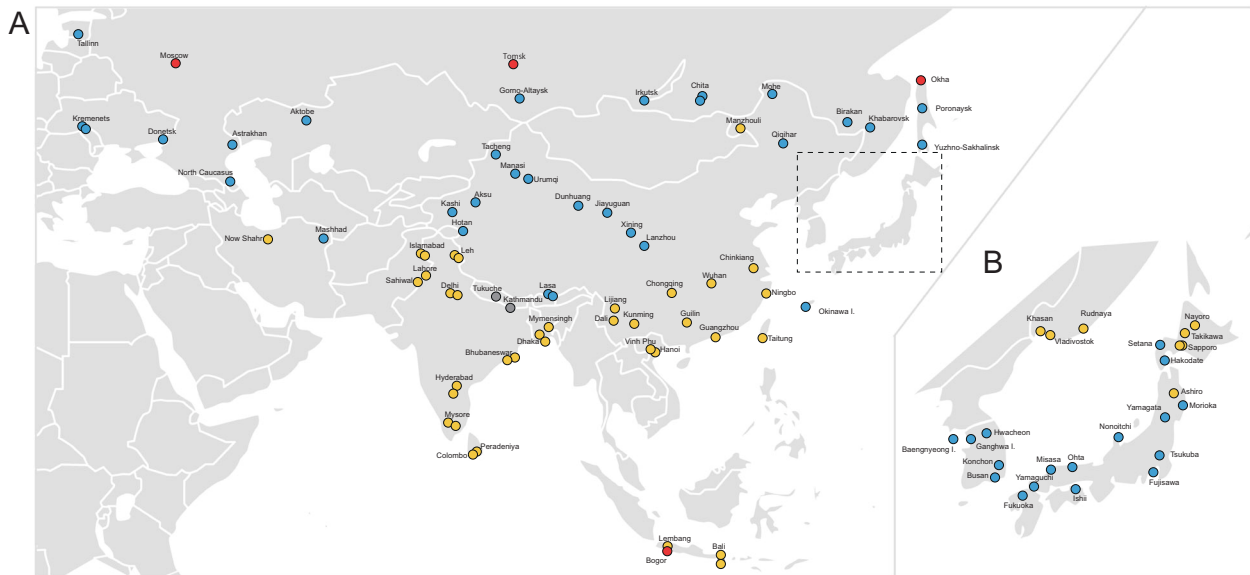 A
Tailinn
Moscow
Tomsk
Okha
Gorno-Altaysk
Irkutsk
Chita
Mohe
Poronaysk
Kremenets
Donetsk
Aktobe
Astrakhan
Manzhouli
Birakan
Khabarovsk
Qiqihar
Yuzhno-Sakhalinsk
North Caucasus
Tacheng
Manasi
Urumqi
Aksu
Kashi
Dunhuang
Jiayuguan
Hotan
Xining
Lanzhou
Now Shahr
Mashhad
Islamabad
Leh
Lahore
Sahiwal
Delhi
Tukuche
Kathmandu
Lasa
Chinkiang
Wuhan
Chongqing
Ningbo
Okinawa I.
Lijiang
Dali
Kunming
Guilin
Guangzhou
Taitung
Mymensingh
Dhaka
Vinh Phu
Hanoi
Bhubaneswar
Hyderabad
Mysore
Peradeniya
Colombo
Lembang
Bogor
Bali
B
Khasan
Rudnaya
Vladivostok
Nayoro
Takikawa
Sapporo
Setana
Hakodate
Ashiro
Morioka
Yamagata
Nonoitchi
Hwacheon
Baengnyeong I.
Ganghwa I.
Konchon
Busan
Misasa
Ohta
Tsukuba
Fujisawa
Yamaguchi
Fukuoka
Ishii